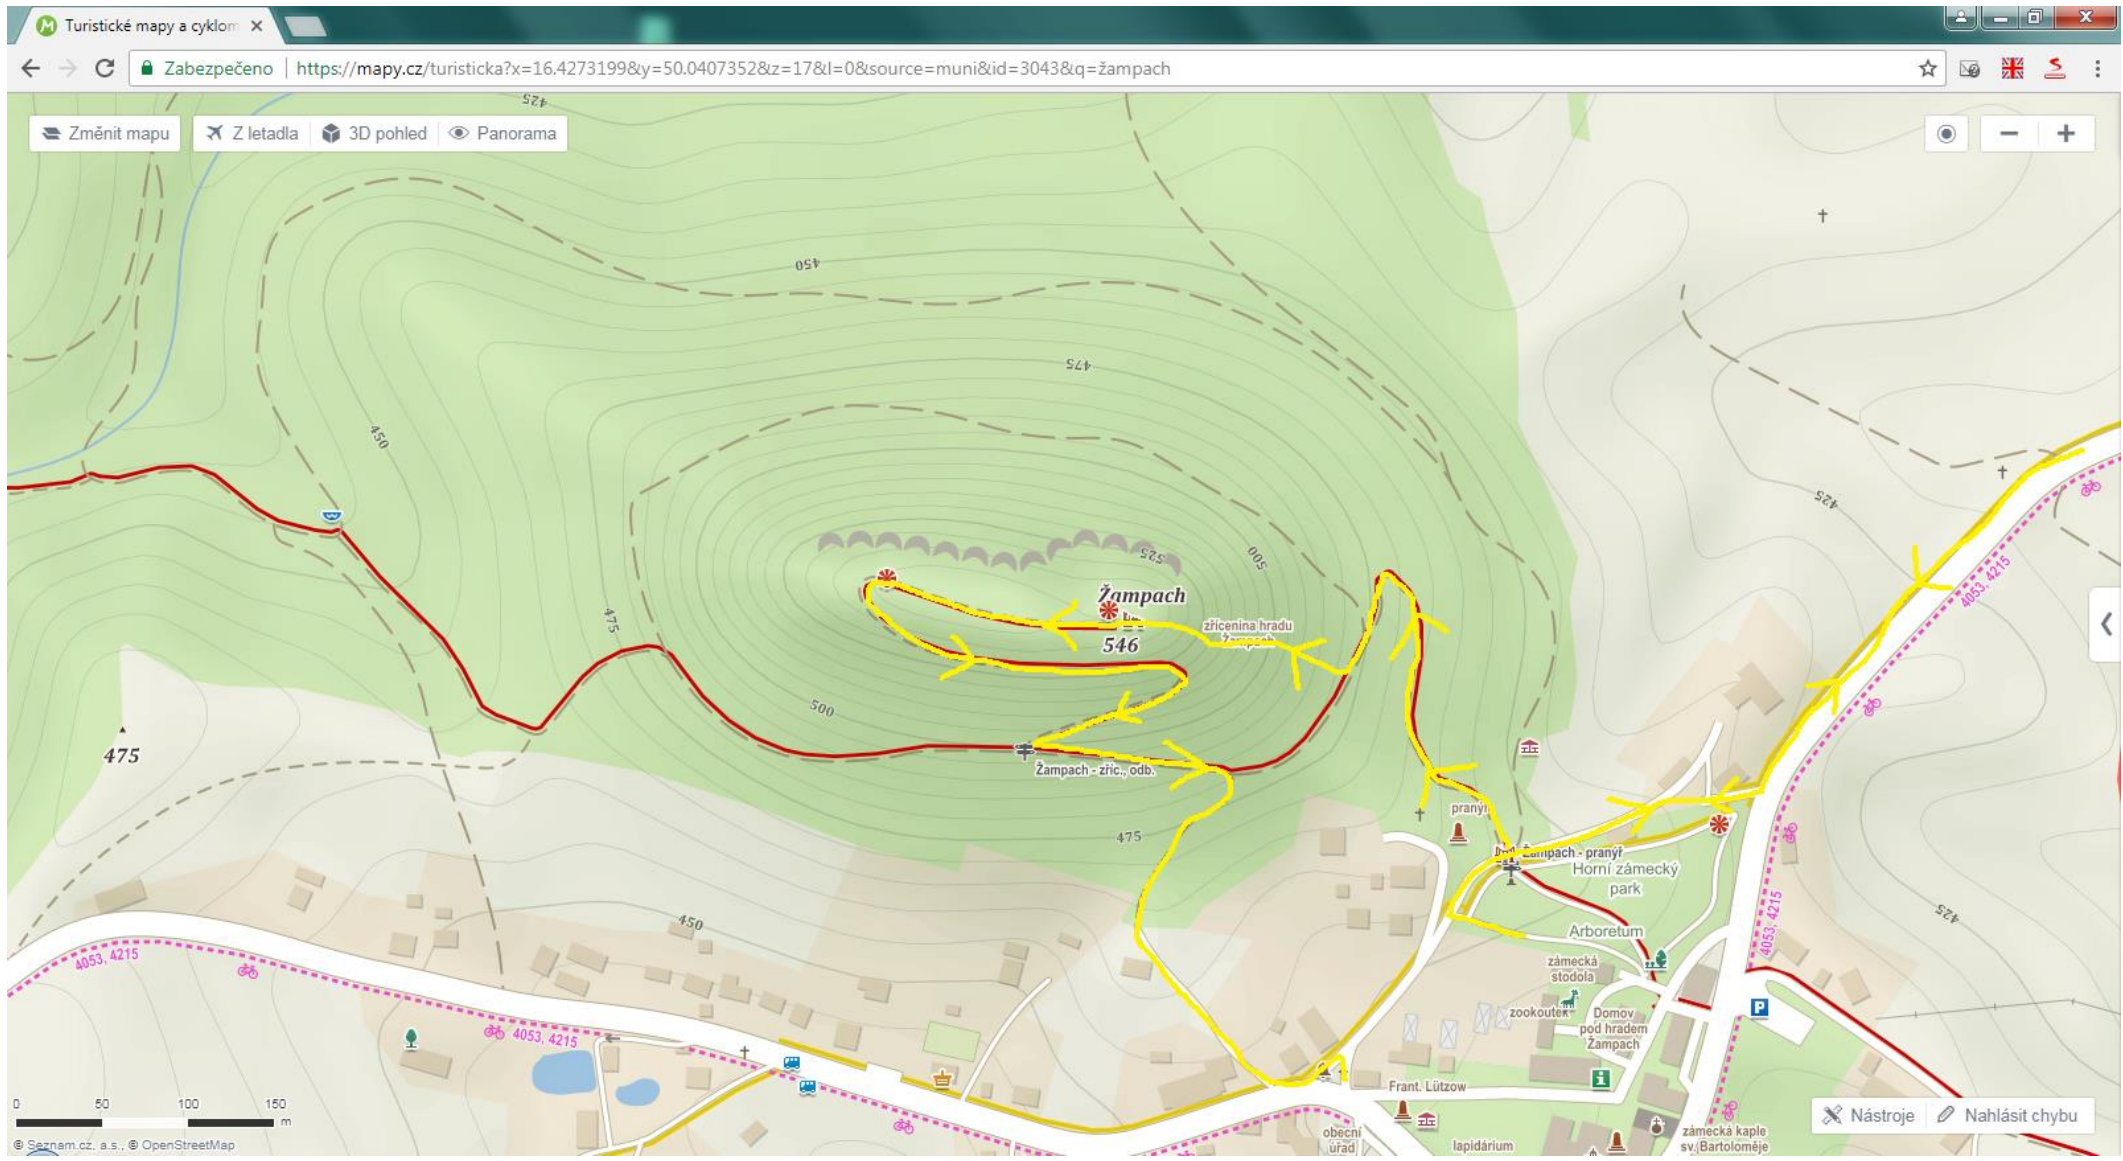 Turistické mapy a cyklom
Zabezpečeno
https://mapy.cz/turisticka?x=16.4273199&y=50.0407352&z=17&l=0&source=muni&id=3043&q=žampach
425
Změnit mapu
Z letadla
3D pohled
Panorama
450
475
450
425
4053, 4215
525
500
Žampach
546
zřícenina hradu
Žampach
475
500
475
Žampach - zříc., odb.
475
pranýř
Žampach - pranýř
Horní zámecký
park
450
4053, 4215
425
4053, 4215
Arboretum
zámecká
stodola
zookoutek
Domov
pod hradem
Žampach
P
4053, 4215
Frant. Lützow
i
0 50 100 150
m
Nástroje
Nahlásit chybu
obecní
úřad
lapidárium
zámecká kaple
sv. Bartoloměje
© Seznam.cz, a.s., © OpenStreetMap